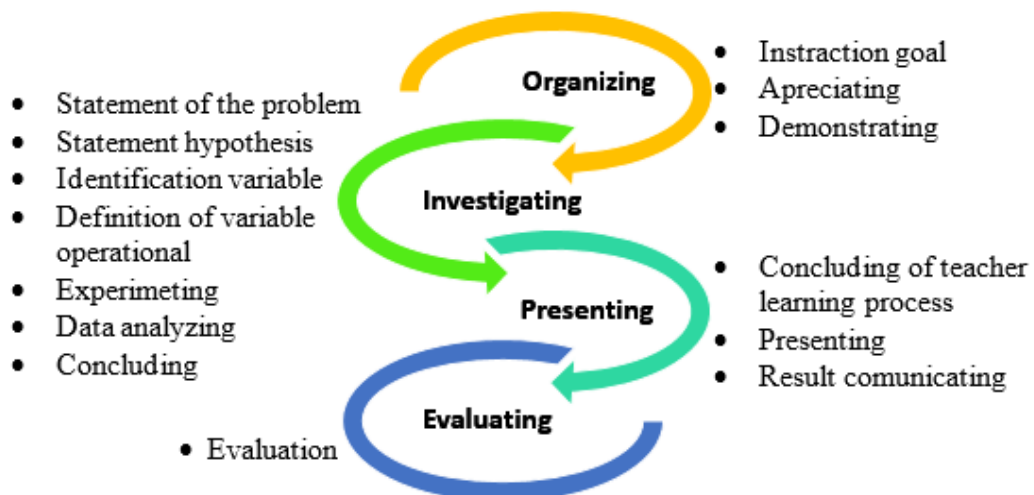 Organizing
• Instraction goal
• Apreciating
• Demonstrating
• Statement of the problem
• Statement hypothesis
• Identification variable
• Definition of variable
operational
• Experimeting
• Data analyzing
• Concluding
Investigating
Presenting
• Concluding of teacher
learning process
• Presenting
• Result comunicating
Evaluating
• Evaluation